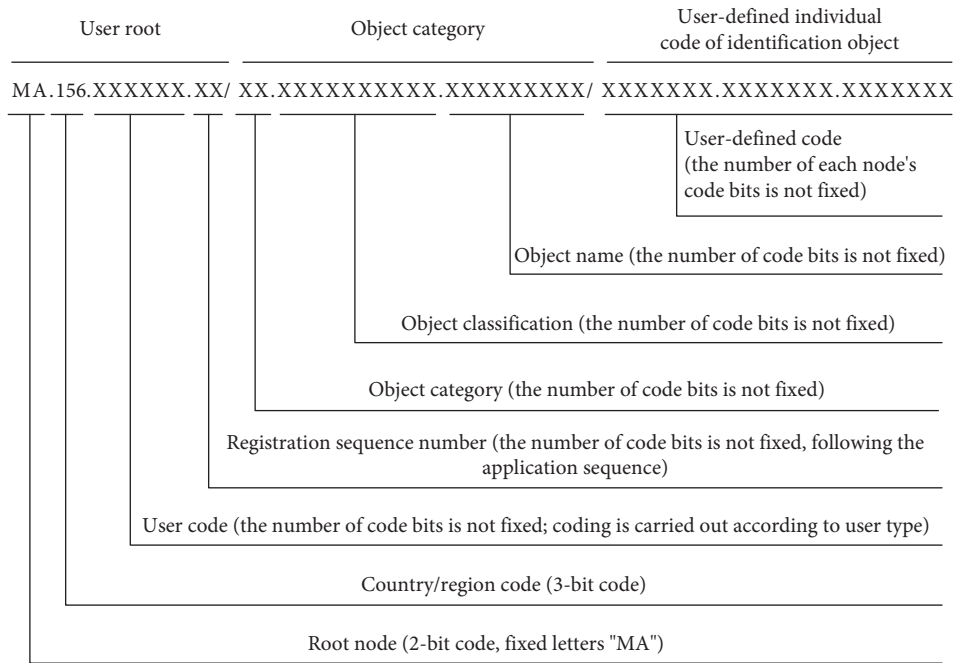 User root
Object category
User-defined individual
code of identification object
MA.156.XXXXXX.XX/ XX.XXXXXXXXXX.XXXXXXXXX/ XXXXXXX.XXXXXXX.XXXXXXX
User-defined code
(the number of each node's
code bits is not fixed)
Object name (the number of code bits is not fixed)
Object classification (the number of code bits is not fixed)
Object category (the number of code bits is not fixed)
Registration sequence number (the number of code bits is not fixed, following the
application sequence)
User code (the number of code bits is not fixed; coding is carried out according to user type)
Country/region code (3-bit code)
Root node (2-bit code, fixed letters "MA")